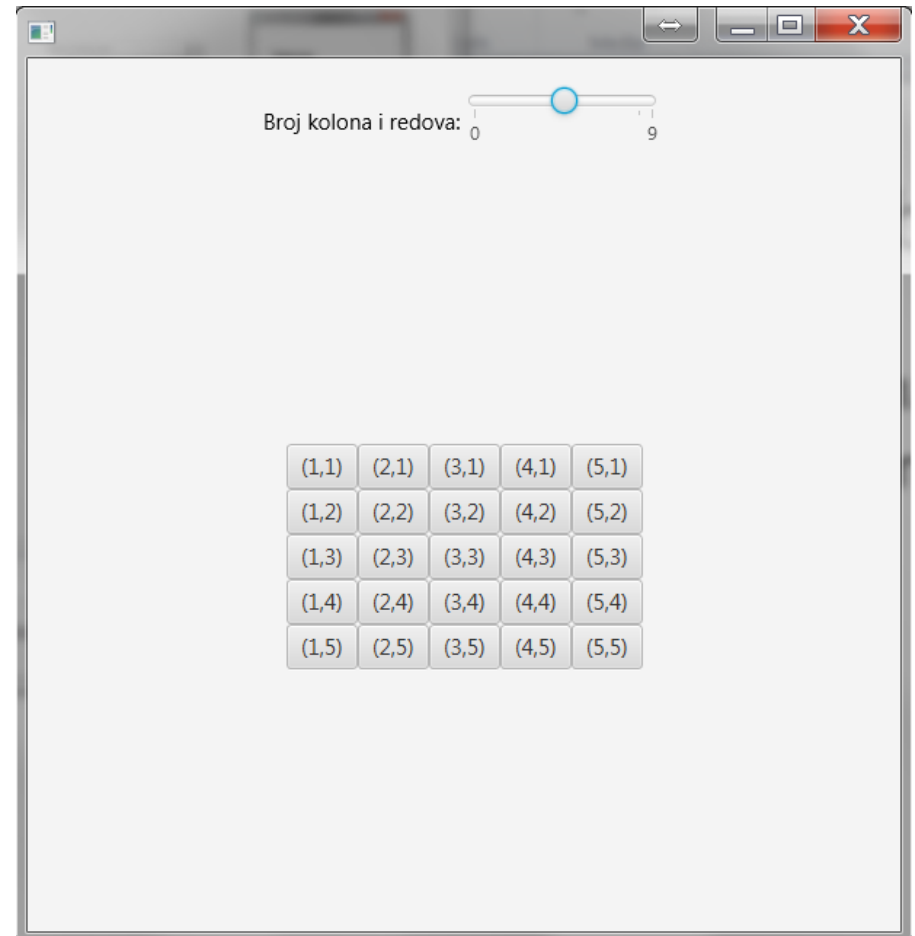 Broj kolona i redova:
0 9
(1,1) (2,1) (3,1) (4,1) (5,1)
(1,2) (2,2) (3,2) (4,2) (5,2)
(1,3) (2,3) (3,3) (4,3) (5,3)
(1,4) (2,4) (3,4) (4,4) (5,4)
(1,5) (2,5) (3,5) (4,5) (5,5)